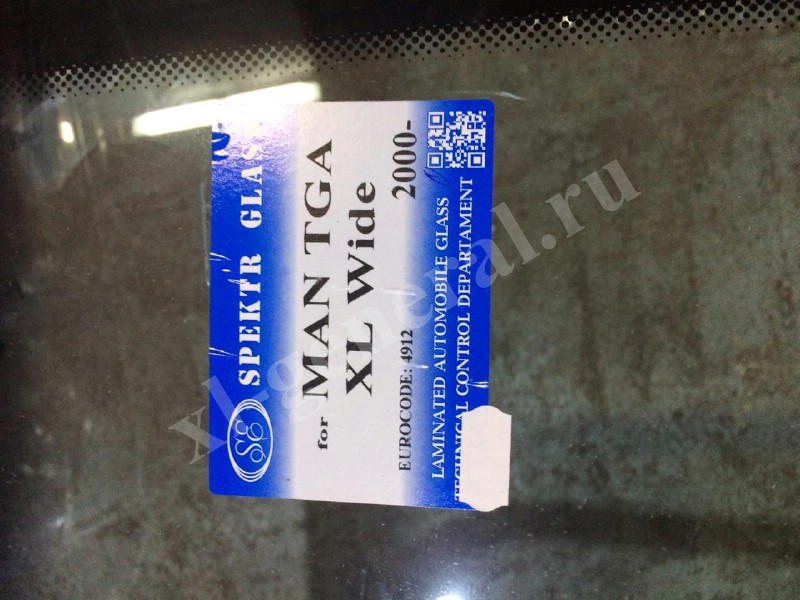 SPEKTR GLAS
for MAN TGA
XL Wide
EUROCODE: 4912 2000-
LAMINATED AUTOMOBILE GLASS
TECHNICAL CONTROL DEPARTAMENT
xl-general.ru